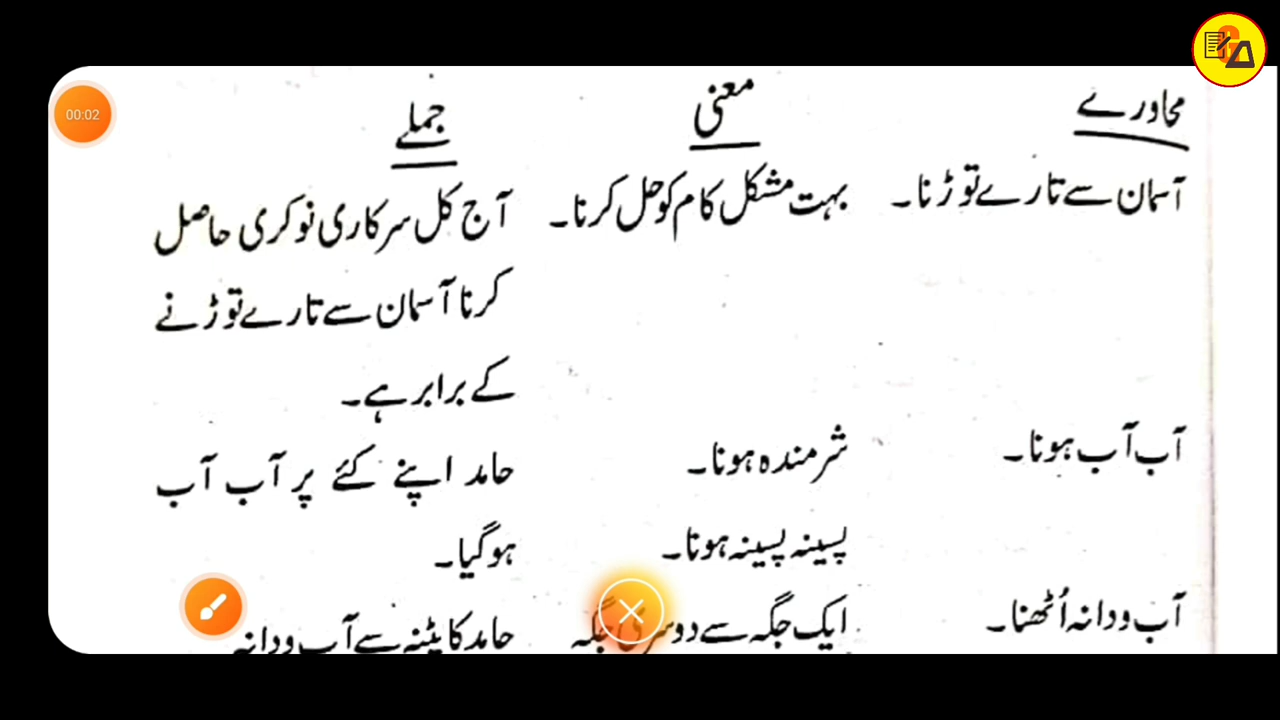 00:02
محاورے معنی جملے
آسمان سے تارے توڑنا۔ بہت مشکل کام کو حل کرنا۔ آج کل سرکاری نوکری حاصل
کرنا آسمان سے تارے توڑنے
کے برابر ہے۔
آب آب ہونا۔ شرمندہ ہونا۔ حامد اپنے کئے پر آب آب
پسینہ پسینہ ہونا۔ ہوگیا۔
آب و دانہ اُٹھنا۔ ایک جگہ سے دوسری جگہ حامد کا پٹنہ سے آب و دانہ